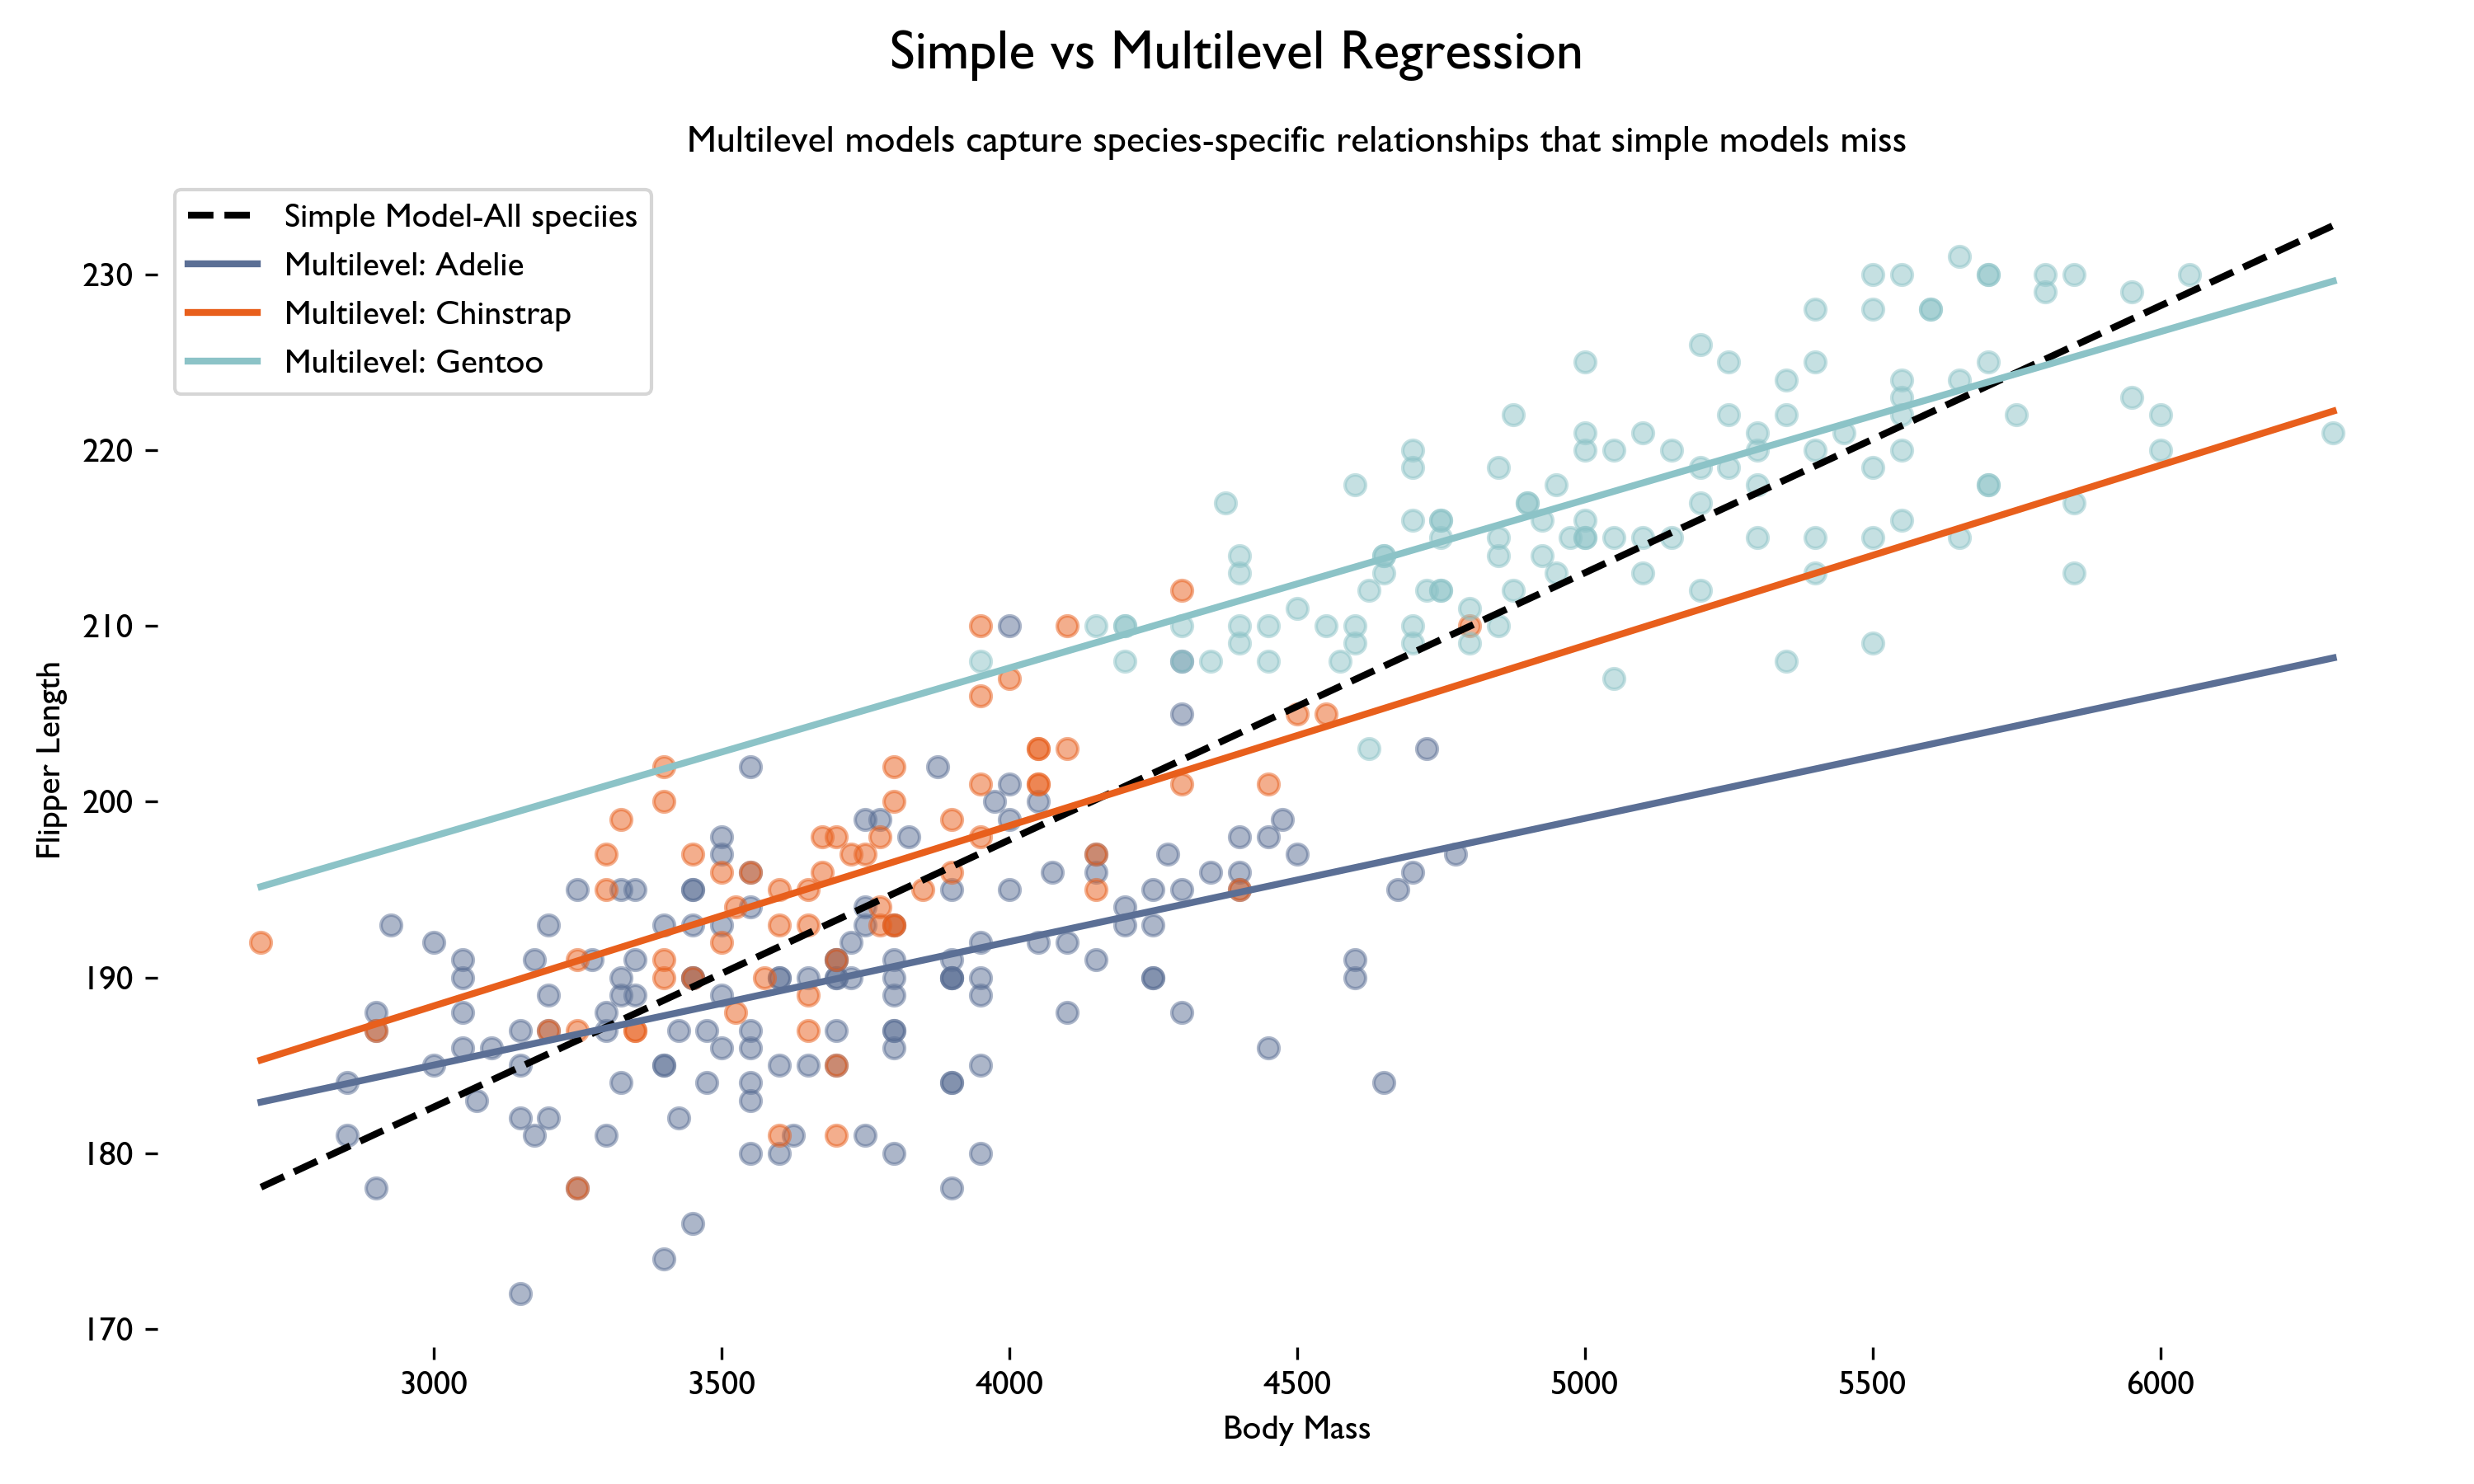 Simple vs Multilevel Regression
Multilevel models capture species-specific relationships that simple models miss
Simple Model-All speciies
Multilevel: Adelie
Multilevel: Chinstrap
Multilevel: Gentoo
230
220
210
200
190
180
170
Flipper Length
3000 3500 4000 4500 5000 5500 6000
Body Mass